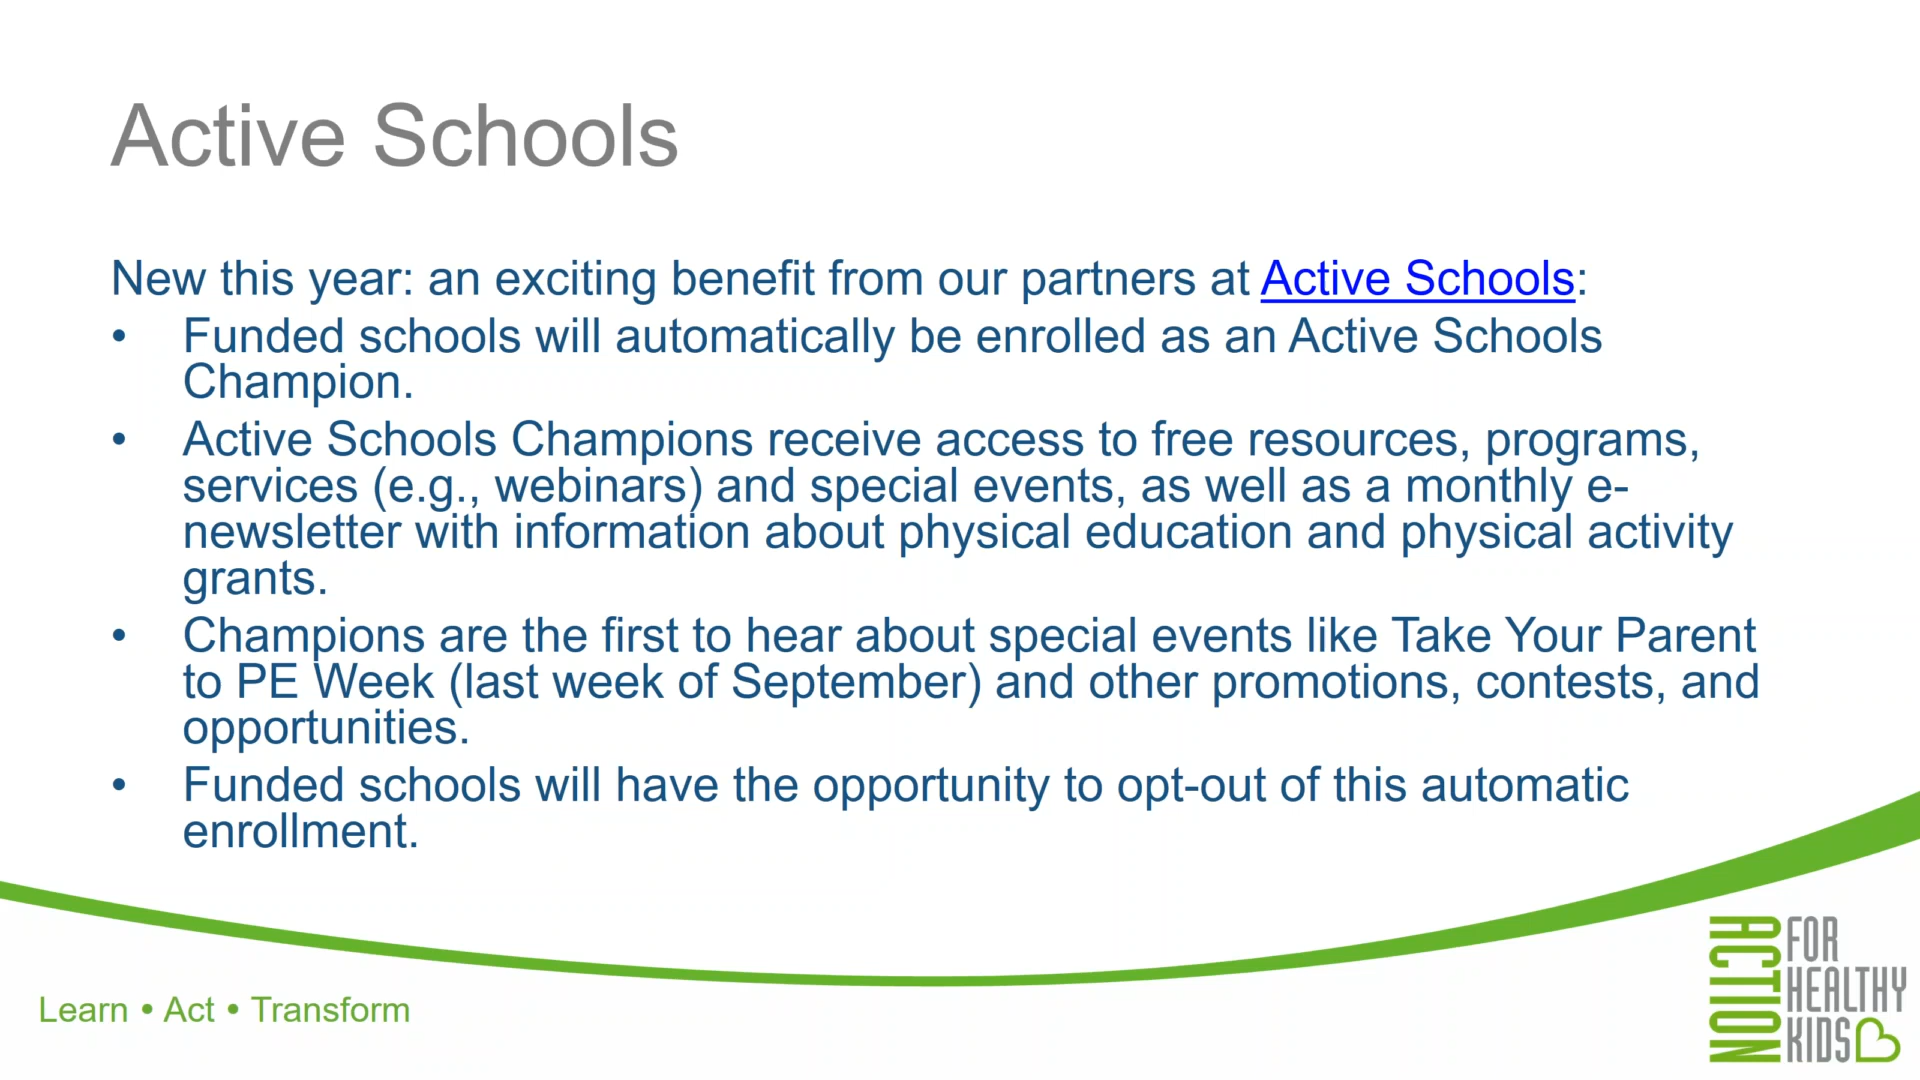 Active Schools
New this year: an exciting benefit from our partners at Active Schools:
• Funded schools will automatically be enrolled as an Active Schools
Champion.
• Active Schools Champions receive access to free resources, programs,
services (e.g., webinars) and special events, as well as a monthly e-
newsletter with information about physical education and physical activity
grants.
• Champions are the first to hear about special events like Take Your Parent
to PE Week (last week of September) and other promotions, contests, and
opportunities.
• Funded schools will have the opportunity to opt-out of this automatic
enrollment.
Learn • Act • Transform
ACTION
FOR
HEALTHY
KIDS